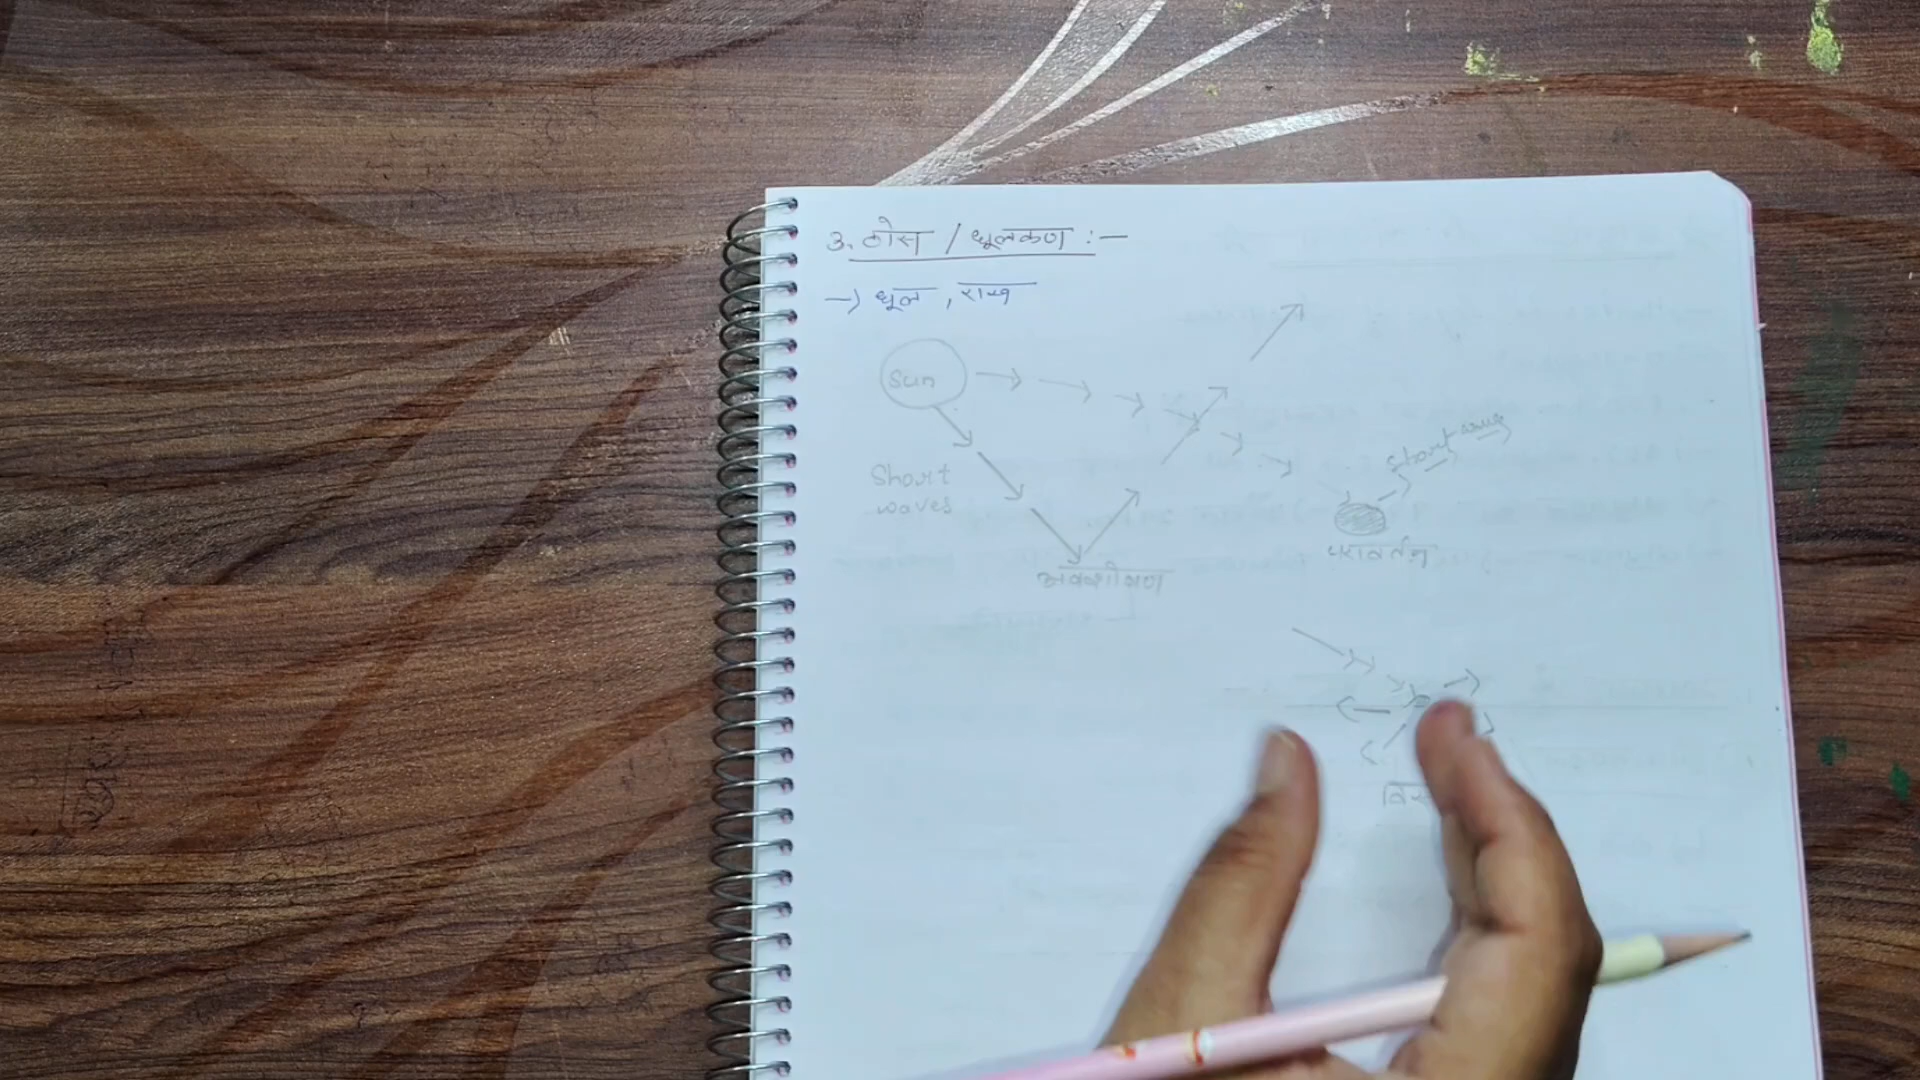 3. ठोस / धूलकण :-
→ धूल, राख
Sun
Short
waves
short waves
परावर्तन
अवशोषण